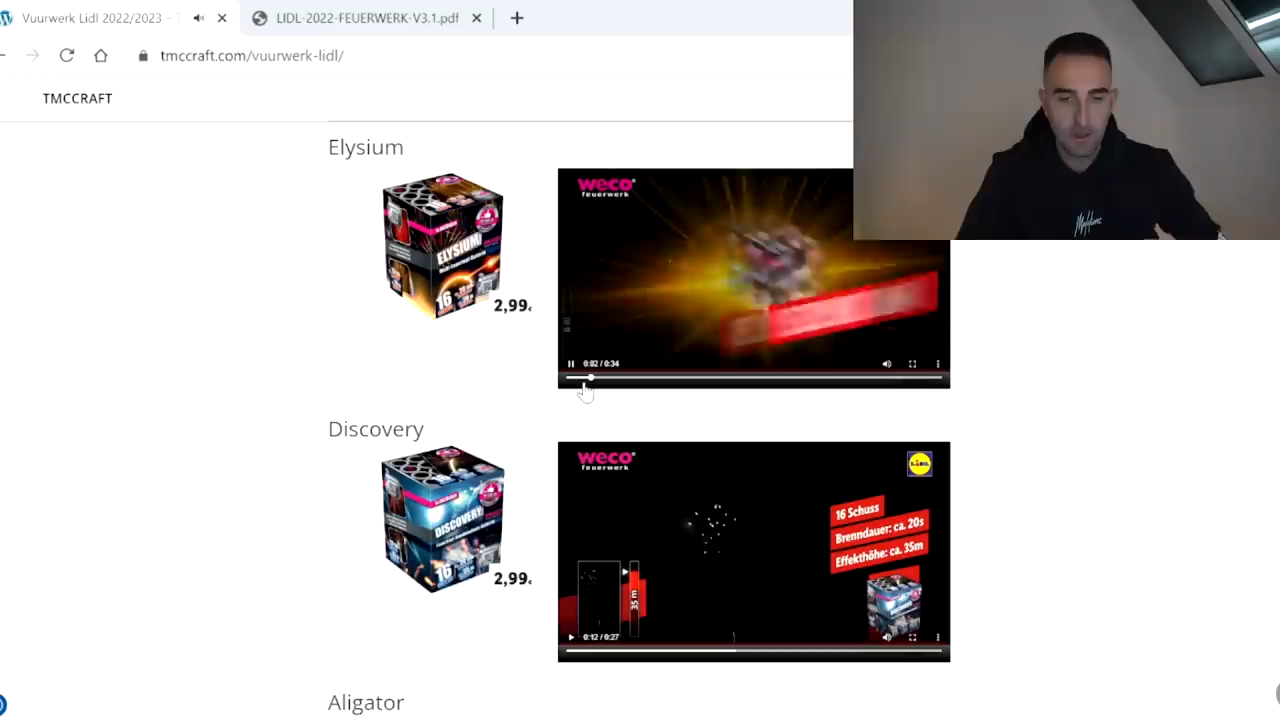 Vuurwerk Lidl 2022/2023 –
LIDL-2022-FEUERWERK-V3.1.pdf
tmccraft.com/vuurwerk-lidl/
TMCCRAFT
Elysium
weco
feuerwerk
ELYSIUM
16
2,99€
0:02 / 0:34
Discovery
weco
feuerwerk
LIDL
DISCOVERY
16
2,99€
16 Schuss
Brenndauer: ca. 20s
Effekthöhe: ca. 35m
35 m
0:12 / 0:27
Aligator